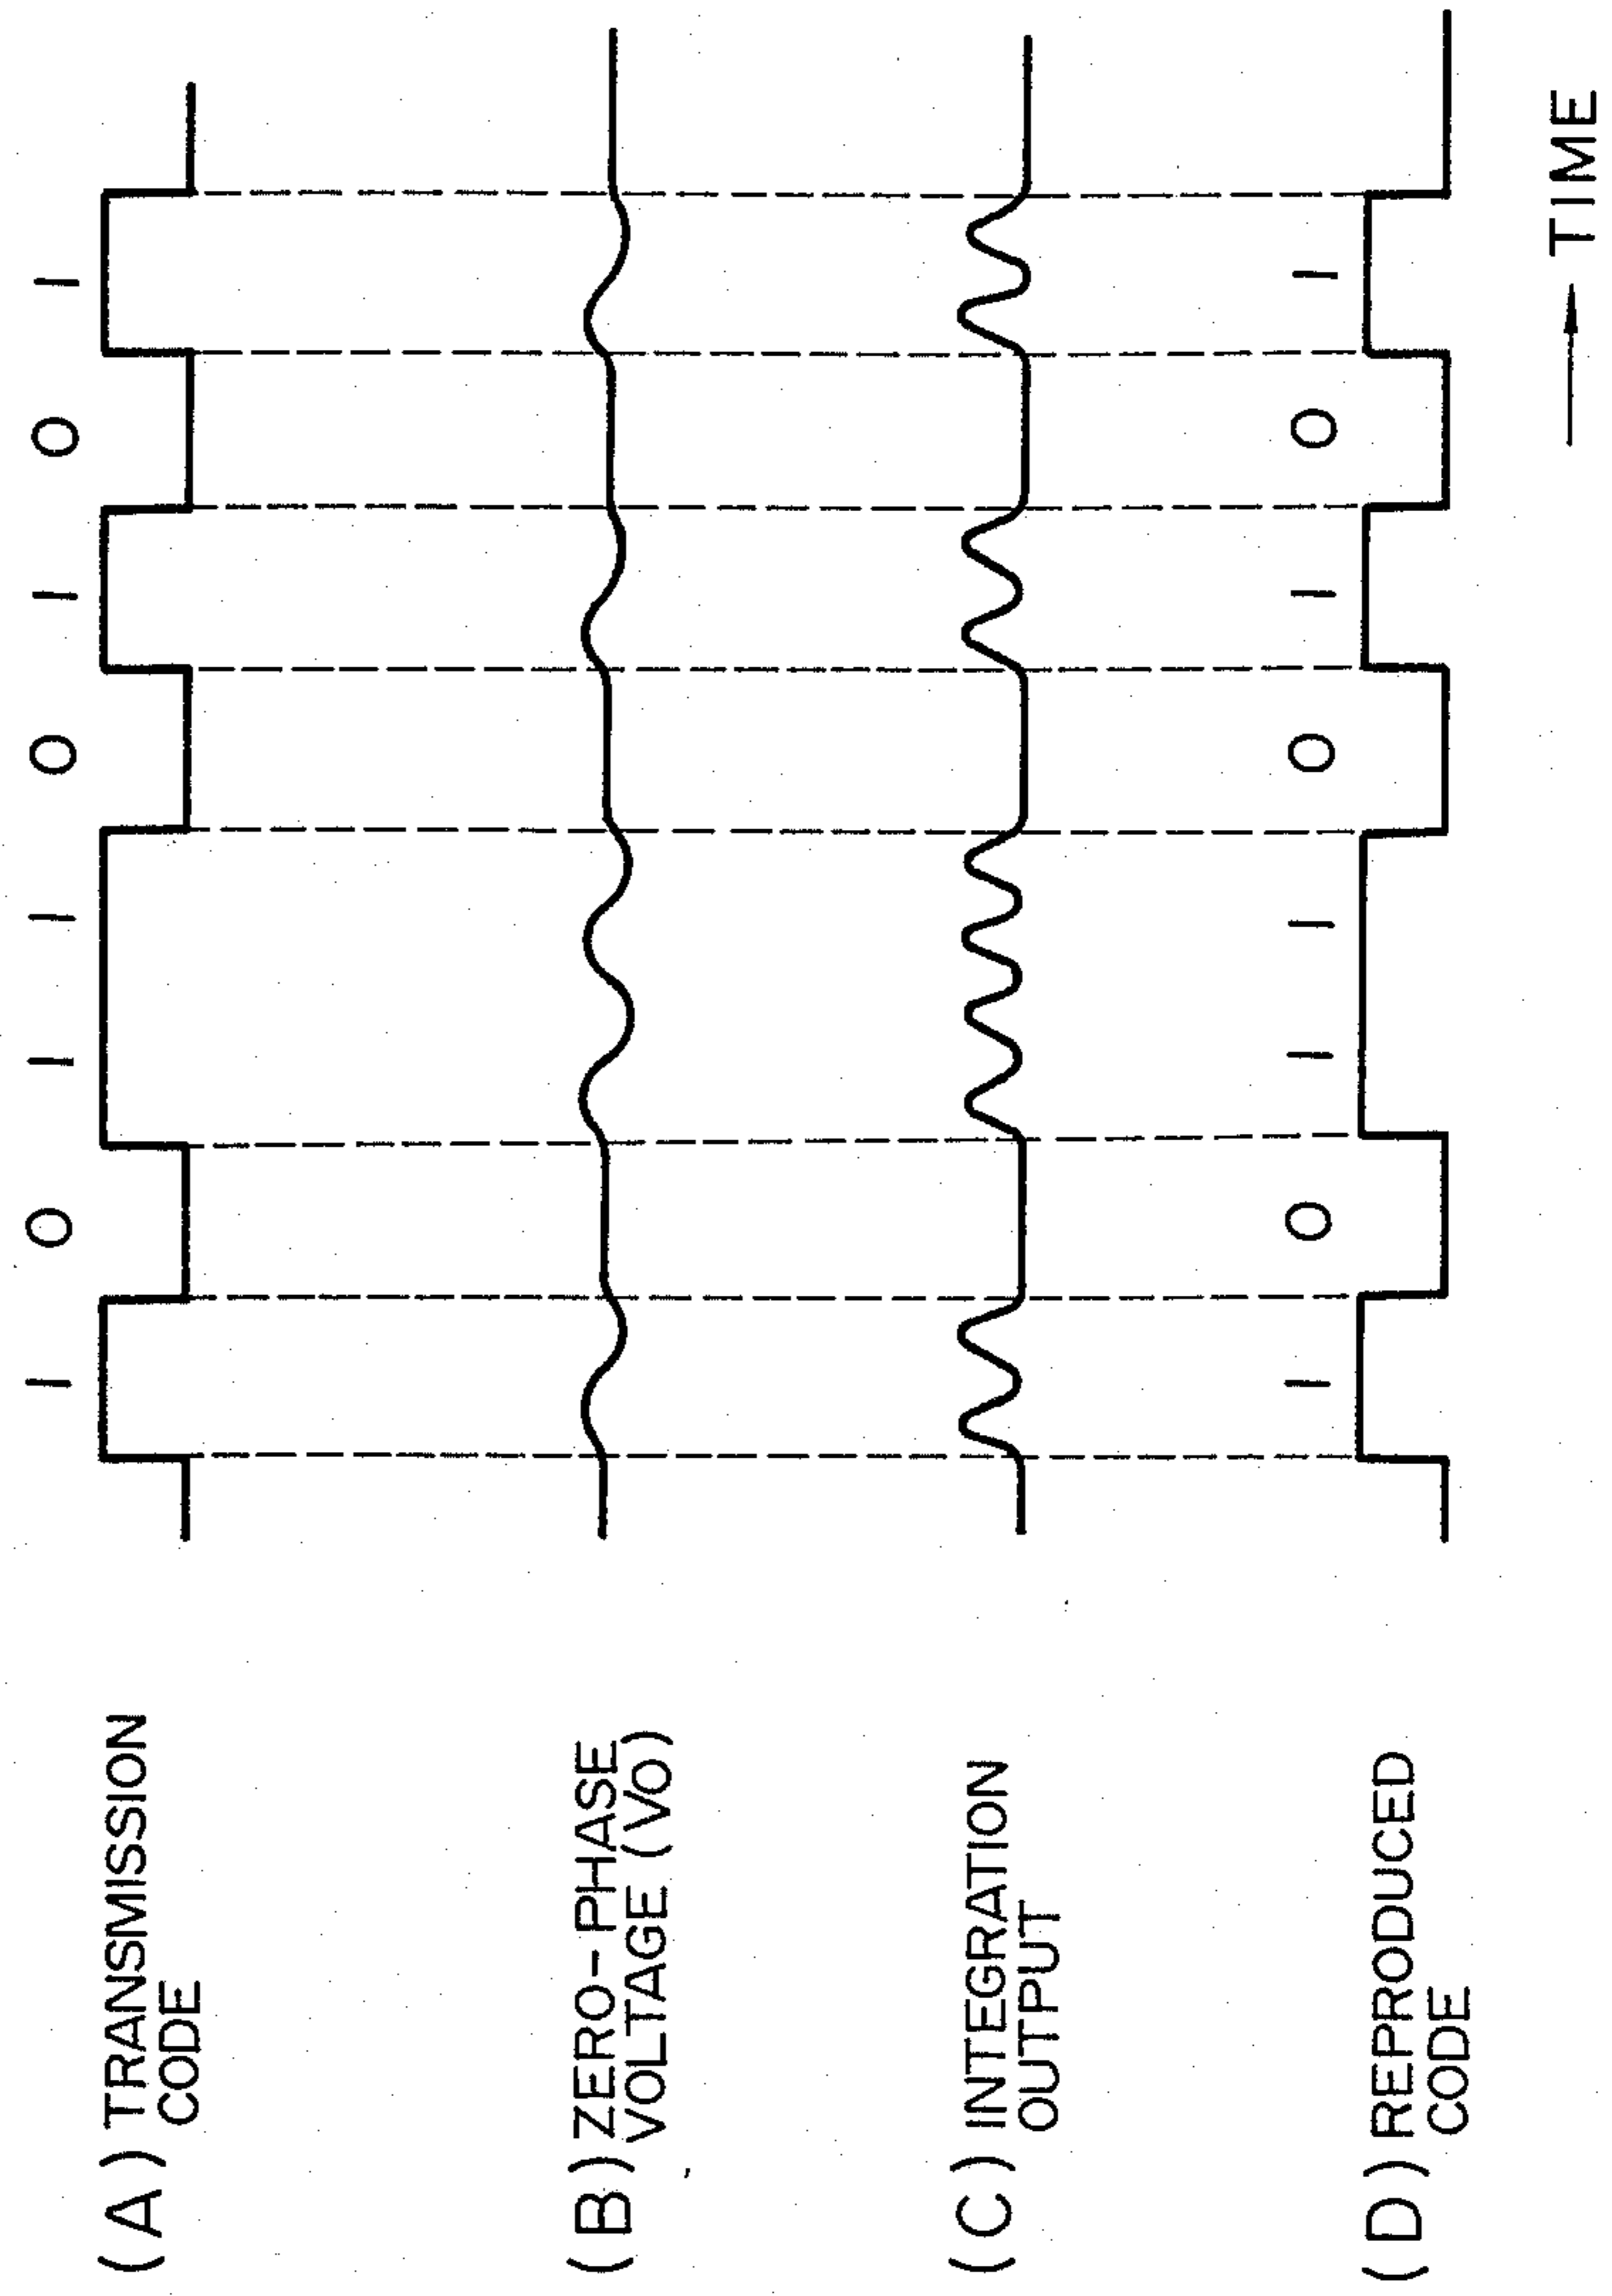 1 0 1 1 0 1 0 1
(A) TRANSMISSION
CODE
(B) ZERO-PHASE
VOLTAGE (VO)
(C) INTEGRATION
OUTPUT
1 0 1 1 0 1 0 1
(D) REPRODUCED
CODE
TIME